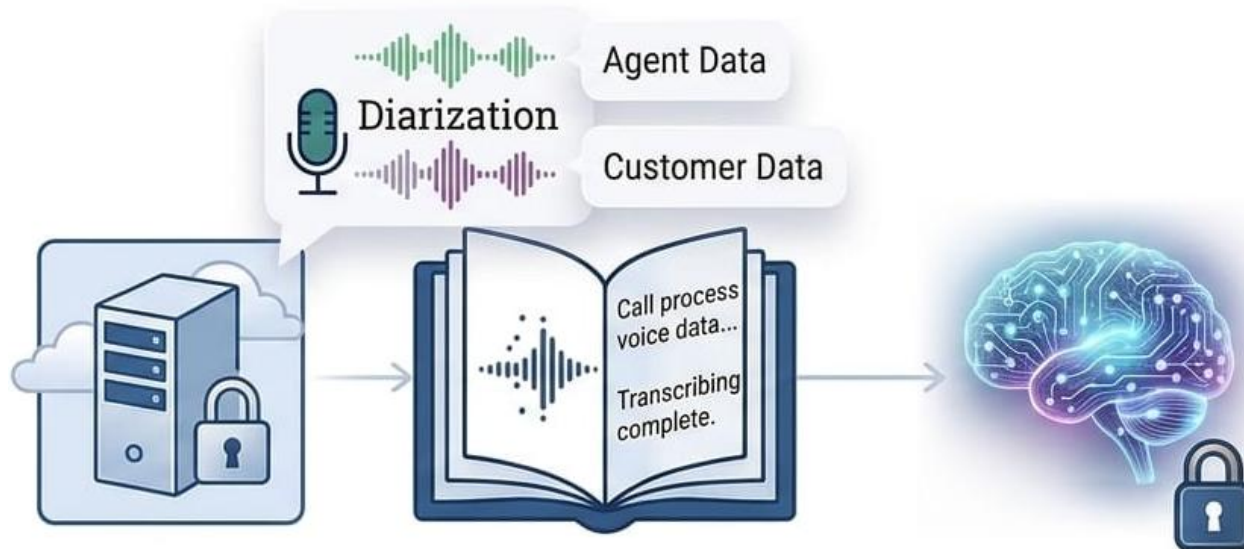 Agent Data
Diarization
Customer Data
Call process
voice data...
Transcribing
complete.